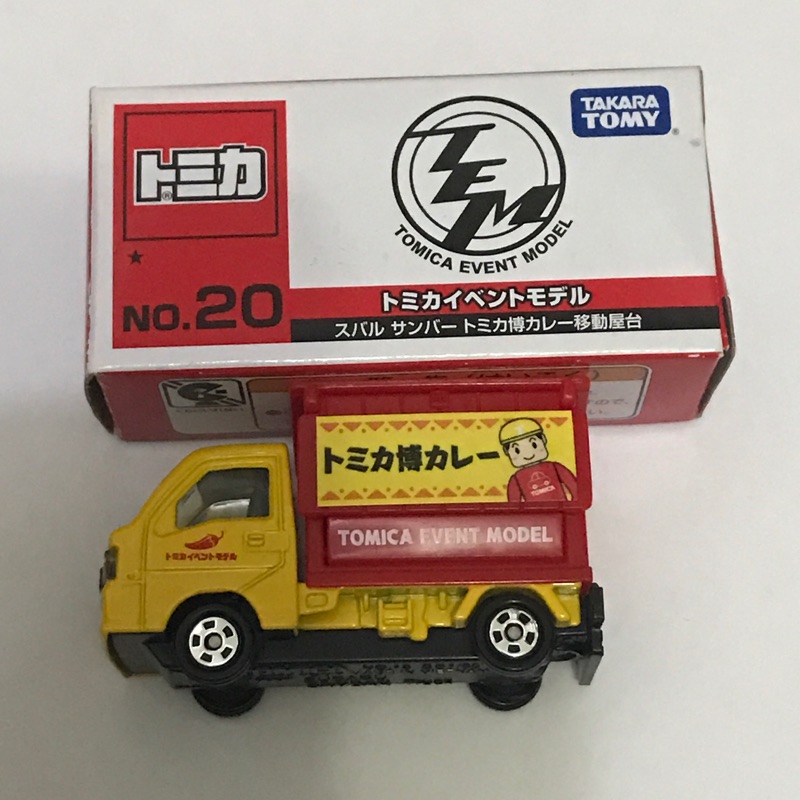 トミカ
TEM
TOMICA EVENT MODEL
TAKARA
TOMY
NO.20
トミカイベントモデル
スバル サンバー トミカ博カレー移動屋台
トミカ博カレー
TOMICA
TOMICA EVENT MODEL
トミカイベントモデル